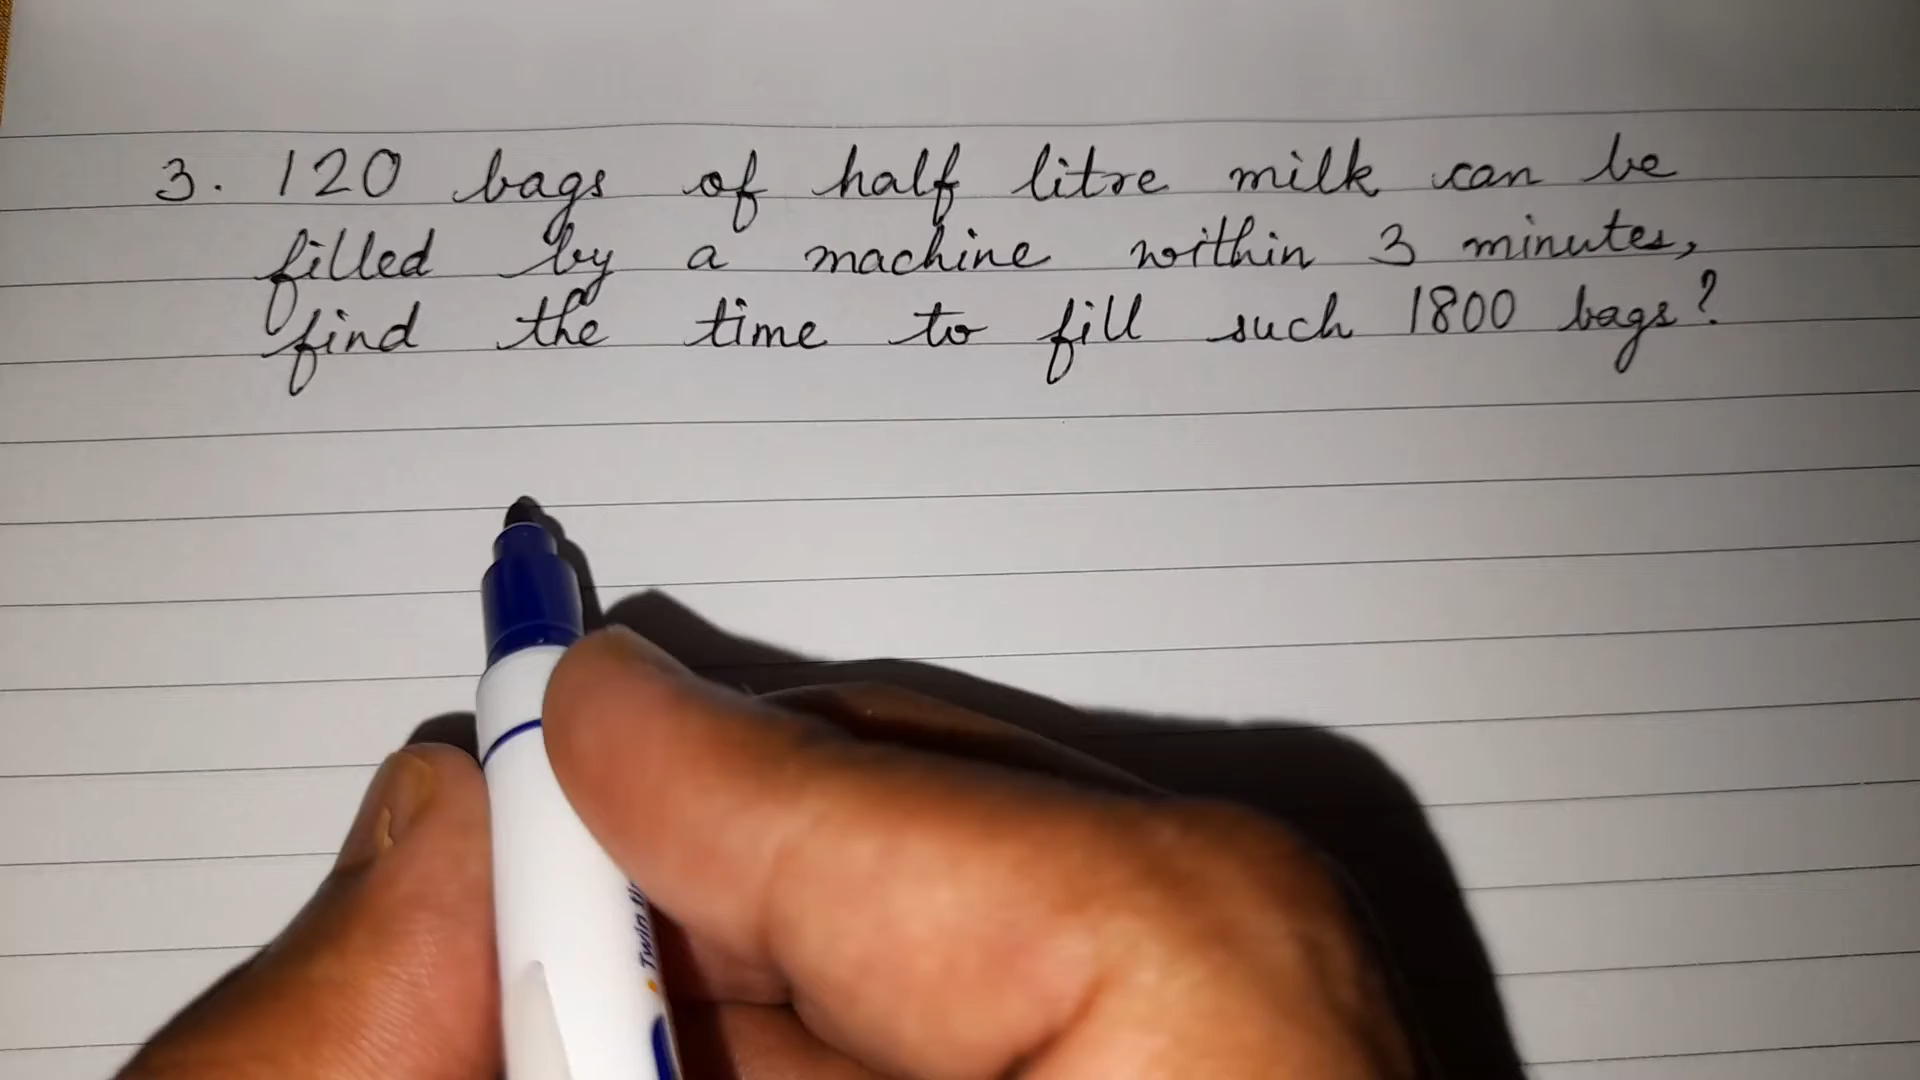 3. 120 bags of half litre milk can be
filled by a machine within 3 minutes,
find the time to fill such 1800 bags?
Twin